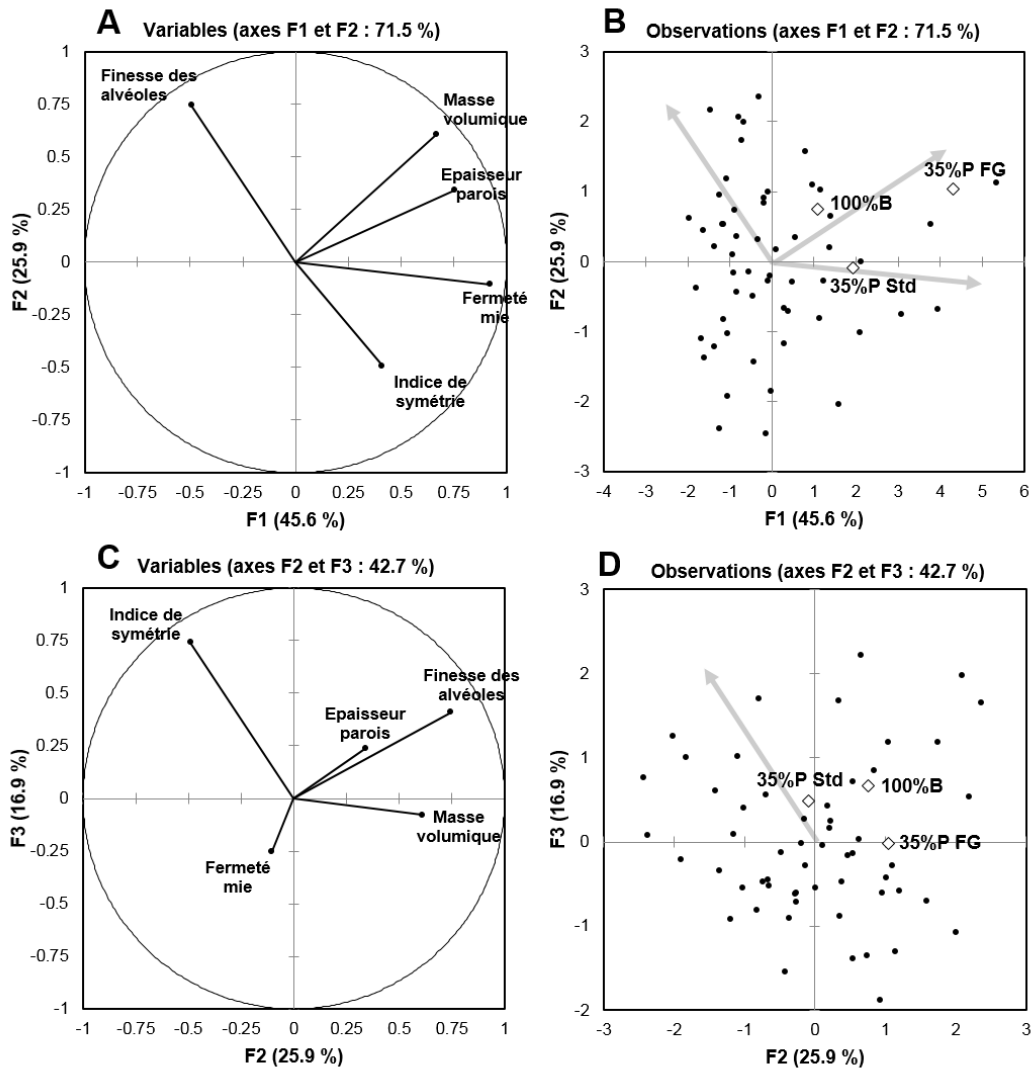 A Variables (axes F1 et F2 : 71.5 %)
1
0.75
0.5
0.25
0
-0.25
-0.5
-0.75
-1
F2 (25.9 %)
Finesse des
alvéoles
Masse
volumique
Epaisseur
parois
Fermeté
mie
Indice de
symétrie
-1 -0.75 -0.5 -0.25 0 0.25 0.5 0.75 1
F1 (45.6 %)
B Observations (axes F1 et F2 : 71.5 %)
3
2
1
0
-1
-2
-3
F2 (25.9 %)
35%P FG
100%B
35%P Std
-4 -3 -2 -1 0 1 2 3 4 5 6
F1 (45.6 %)
C Variables (axes F2 et F3 : 42.7 %)
1
0.75
0.5
0.25
0
-0.25
-0.5
-0.75
-1
F3 (16.9 %)
Indice de
symétrie
Finesse des
alvéoles
Epaisseur
parois
Masse
volumique
Fermeté
mie
-1 -0.75 -0.5 -0.25 0 0.25 0.5 0.75 1
F2 (25.9 %)
D Observations (axes F2 et F3 : 42.7 %)
3
2
1
0
-1
-2
F3 (16.9 %)
35%P Std
100%B
35%P FG
-3 -2 -1 0 1 2 3
F2 (25.9 %)